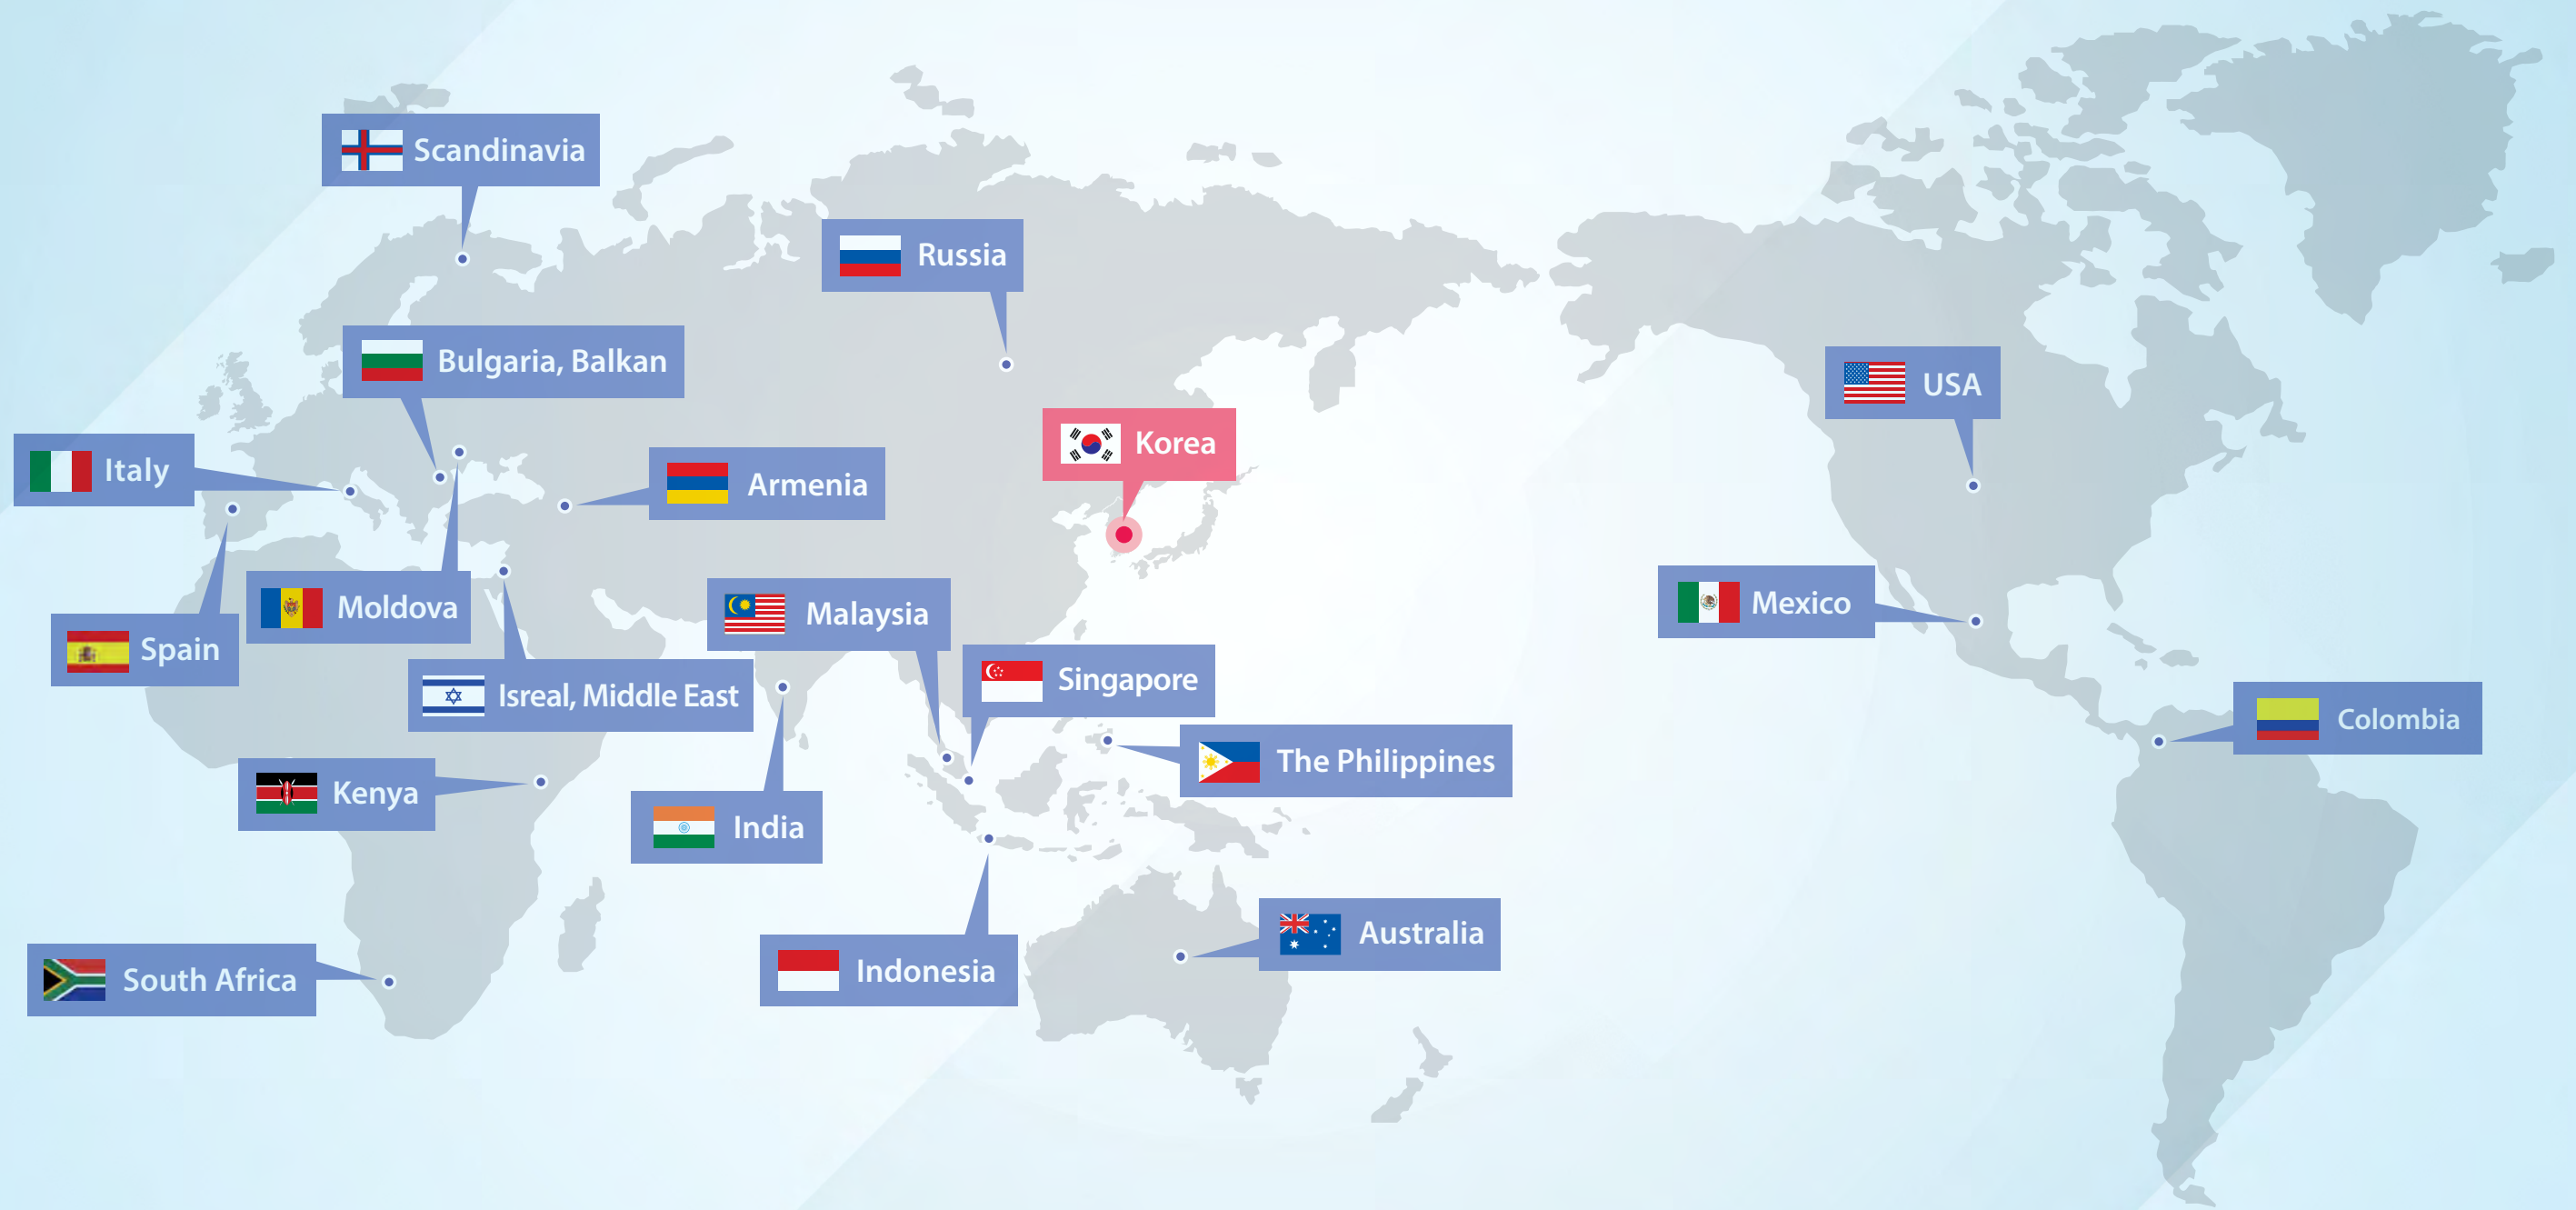 Scandinavia
Russia
Bulgaria, Balkan
USA
Korea
Italy
Armenia
Mexico
Moldova
Malaysia
Spain
Singapore
Isreal, Middle East
Colombia
The Philippines
Kenya
India
Australia
Indonesia
South Africa